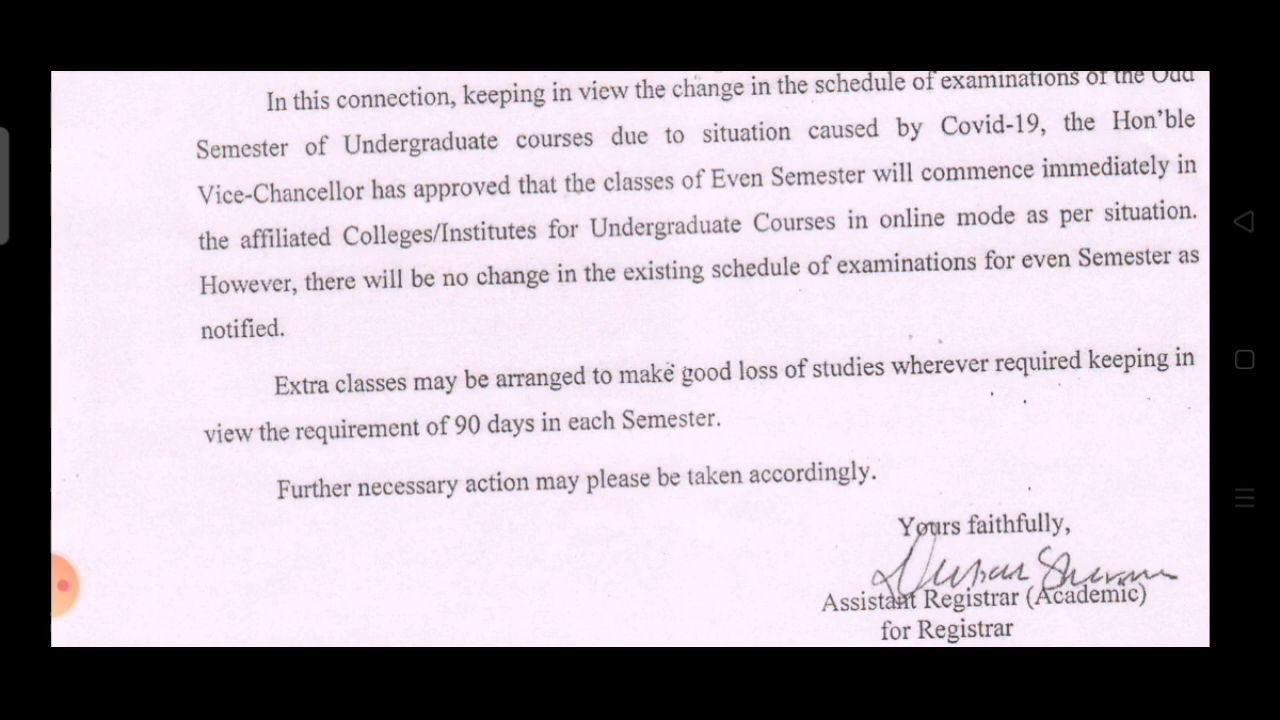 In this connection, keeping in view the change in the schedule of examinations of the Odd
Semester of Undergraduate courses due to situation caused by Covid-19, the Hon'ble
Vice-Chancellor has approved that the classes of Even Semester will commence immediately in
the affiliated Colleges/Institutes for Undergraduate Courses in online mode as per situation.
However, there will be no change in the existing schedule of examinations for even Semester as
notified.
Extra classes may be arranged to make good loss of studies wherever required keeping in
view the requirement of 90 days in each Semester.
Further necessary action may please be taken accordingly.
Yours faithfully,
Assistant Registrar (Academic)
for Registrar